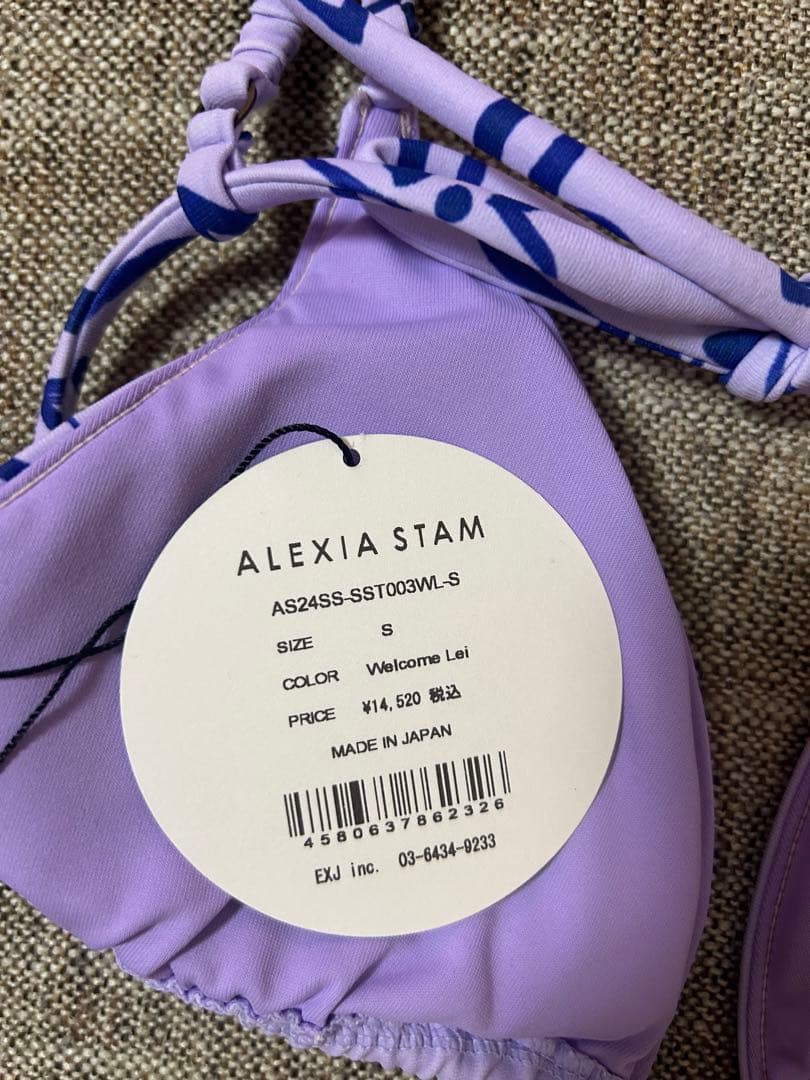 ALEXIA STAM
AS24SS-SST003WL-S
SIZE S
COLOR Welcome Lei
PRICE ¥14,520 税込
MADE IN JAPAN
4580637862326
EXJ inc. 03-6434-9233